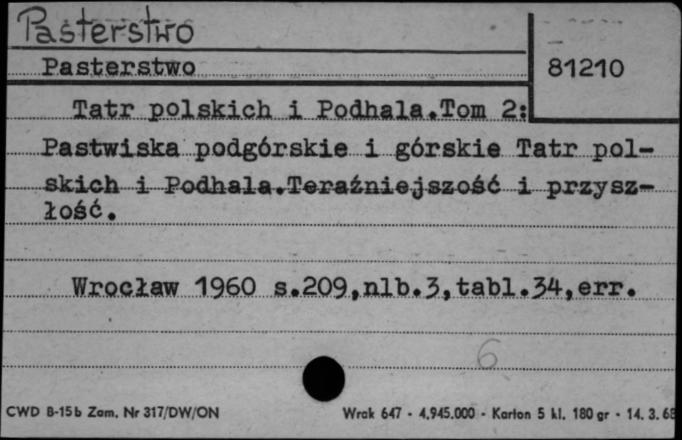 Pasterstwo
Pasterstwo
81210
Tatr polskich i Podhala.Tom 2:
Pastwiska podgórskie i górskie Tatr pol-
skich i Podhala.Teraźniejszość i przysz-
łość.
Wrocław 1960 s.209,nlb.3,tabl.34,err.
6
CWD B-15b Zam. Nr 317/DW/ON
Wrak 647 - 4.945.000 - Karton 5 kl. 180 gr - 14. 3. 68